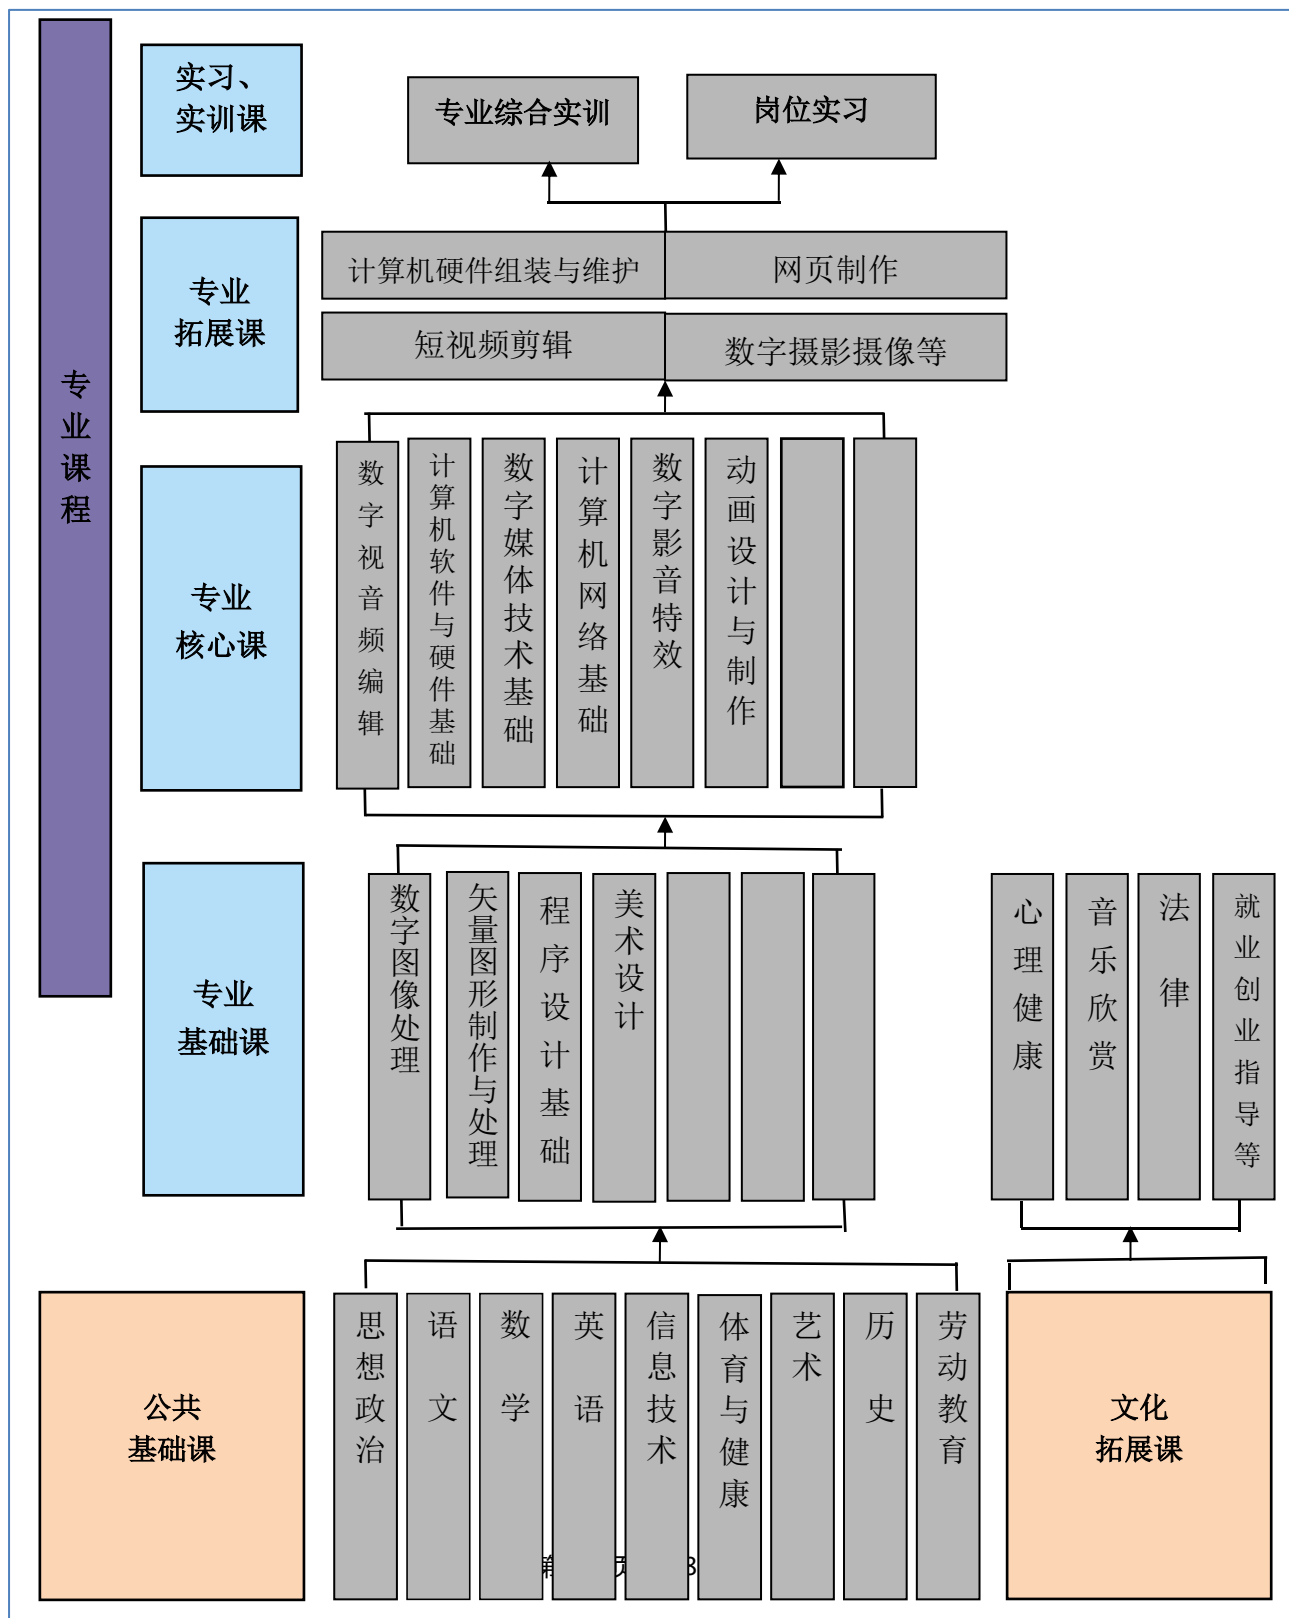 专业课程
实习、
实训课
专业综合实训
岗位实习
专业
拓展课
计算机硬件组装与维护
网页制作
短视频剪辑
数字摄影摄像等
专业
核心课
数字视音频编辑
计算机软件与硬件基础
数字媒体技术基础
计算机网络基础
数字影音特效
动画设计与制作
专业
基础课
数字图像处理
矢量图形制作与处理
程序设计基础
美术设计
心理健康
音乐欣赏
法律
就业创业指导等
公共
基础课
思想政治
语文
数学
英语
信息技术
体育与健康
艺术
历史
劳动教育
文化
拓展课